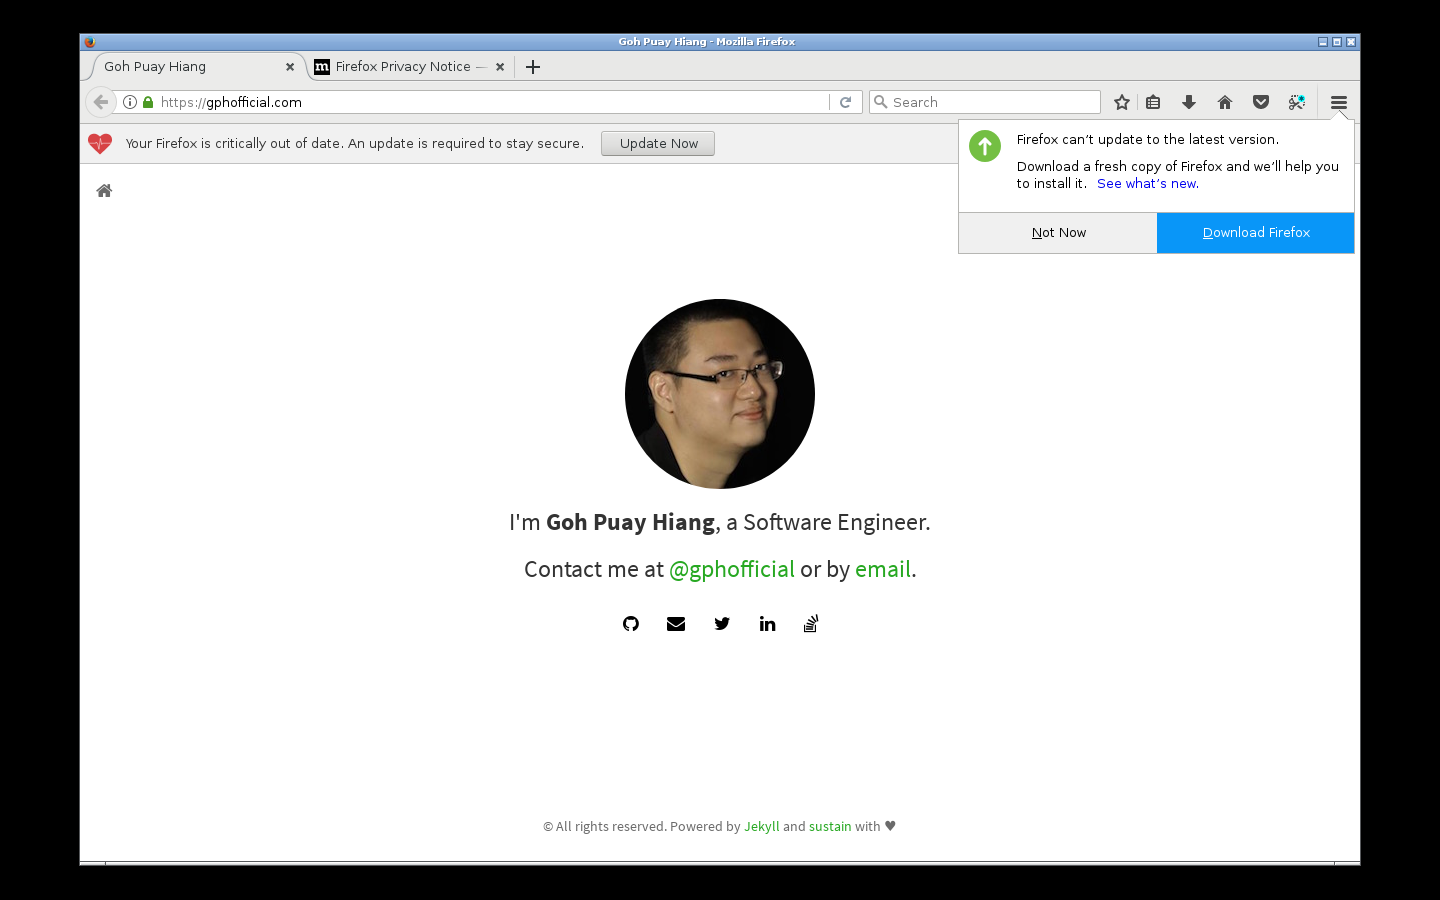 Goh Puay Hiang - Mozilla Firefox
Goh Puay Hiang
m Firefox Privacy Notice —
https://gphofficial.com
Search
Your Firefox is critically out of date. An update is required to stay secure.
Update Now
Firefox can’t update to the latest version.
Download a fresh copy of Firefox and we’ll help you
to install it. See what’s new.
Not Now
Download Firefox
I'm Goh Puay Hiang, a Software Engineer.
Contact me at @gphofficial or by email.
in
© All rights reserved. Powered by Jekyll and sustain with ♥